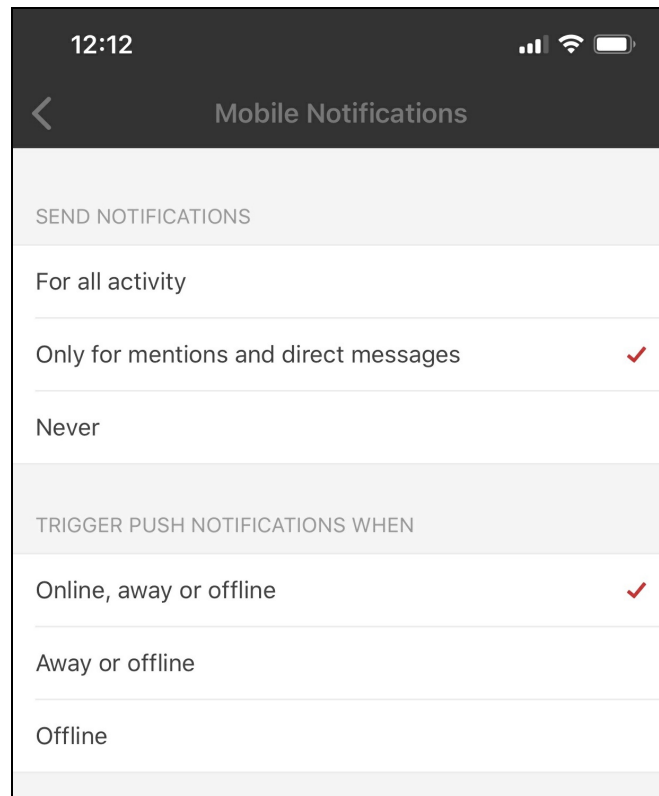 12:12
Mobile Notifications
SEND NOTIFICATIONS
For all activity
Only for mentions and direct messages
Never
TRIGGER PUSH NOTIFICATIONS WHEN
Online, away or offline
Away or offline
Offline